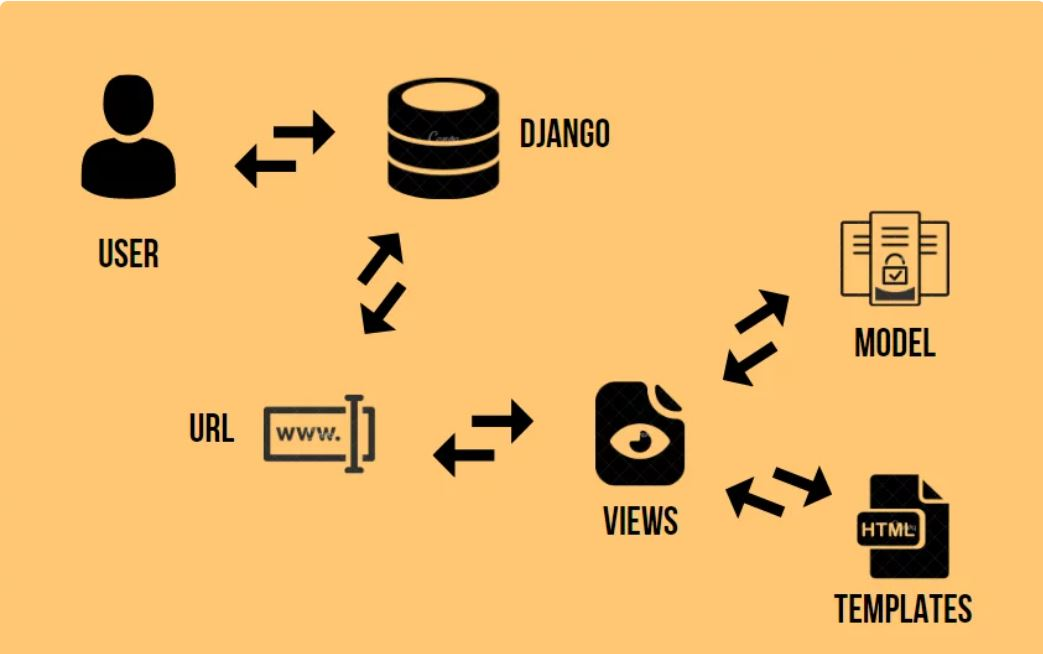 DJANGO
USER
MODEL
URL
www.
VIEWS
HTML
TEMPLATES